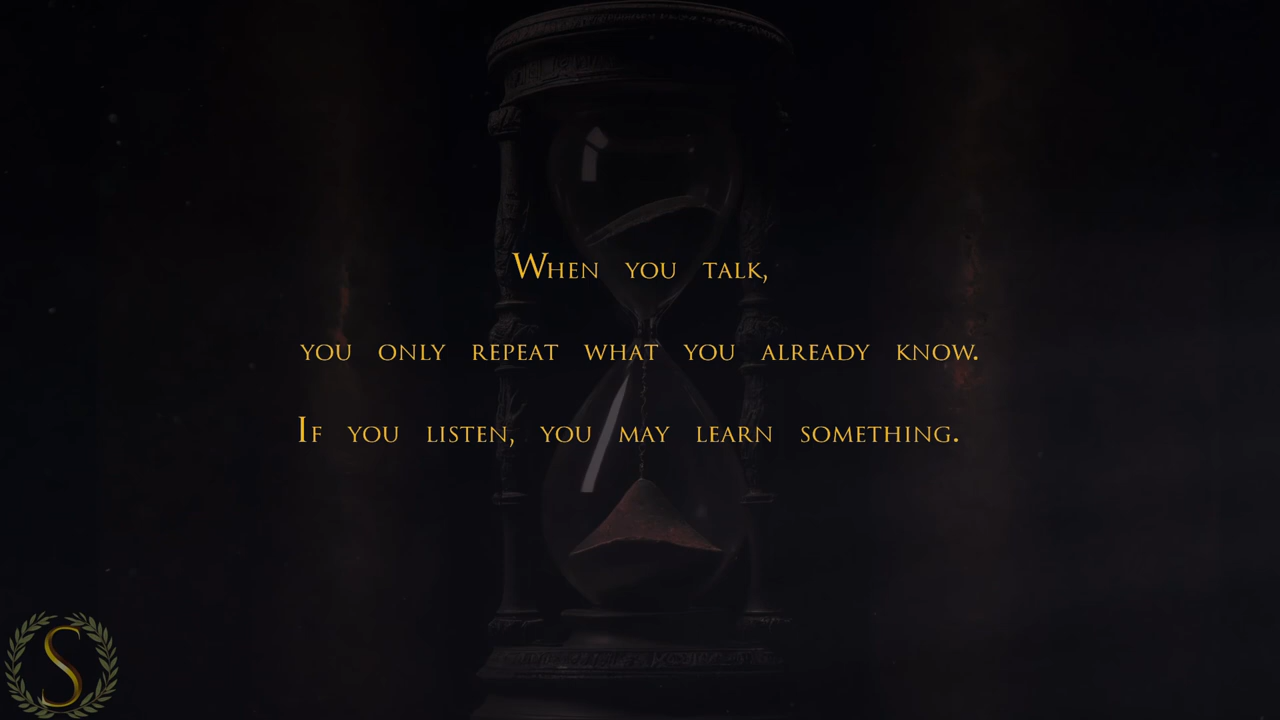 When you talk,
you only repeat what you already know.
If you listen, you may learn something.
S